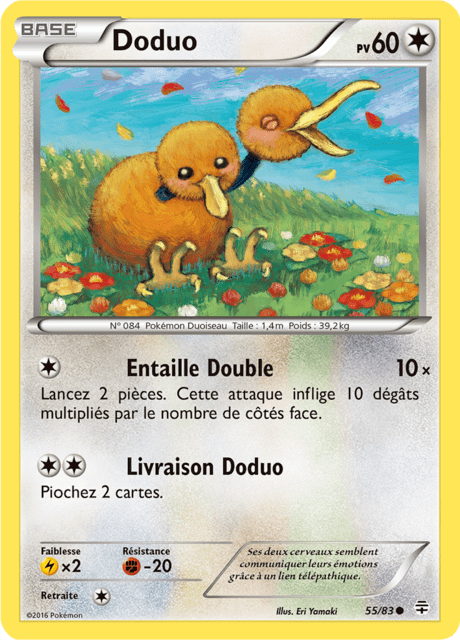 BASE
Doduo
PV60
N° 084 Pokémon Duoiseau Taille : 1,4m Poids : 39,2kg
Entaille Double 10x
Lancez 2 pièces. Cette attaque inflige 10 dégâts
multipliés par le nombre de côtés face.
Livraison Doduo
Piochez 2 cartes.
Faiblesse Résistance
×2 -20
Retraite
Ses deux cerveaux semblent
communiquer leurs émotions
grâce à un lien télépathique.
©2016 Pokémon
Illus. Eri Yamaki 55/83